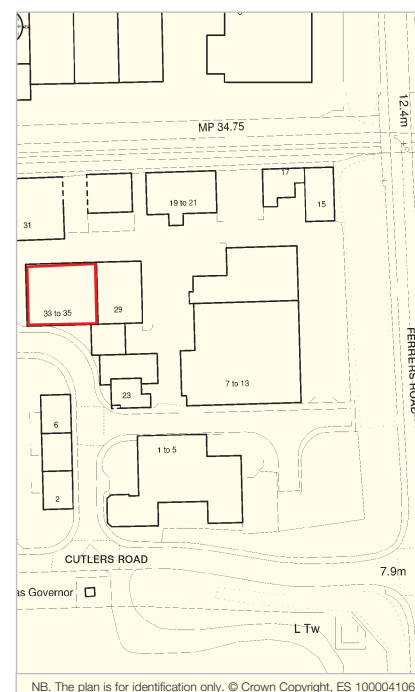 12.4m
MP 34.75
17
19 to 21
15
31
33 to 35
29
FERRERS ROAD
7 to 13
23
6
1 to 5
2
CUTLERS ROAD
7.9m
as Governor
L Tw
NB. The plan is for identification only. © Crown Copyright, ES 100004106